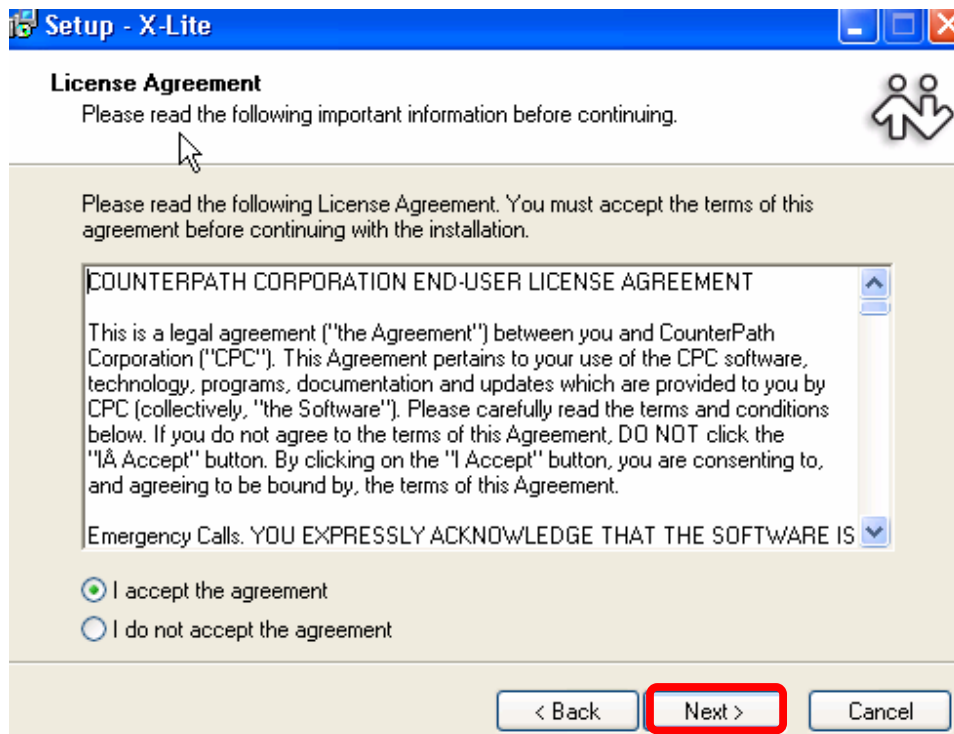 Setup - X-Lite
License Agreement
Please read the following important information before continuing.
Please read the following License Agreement. You must accept the terms of this
agreement before continuing with the installation.
COUNTERPATH CORPORATION END-USER LICENSE AGREEMENT
This is a legal agreement ("the Agreement") between you and CounterPath
Corporation ("CPC"). This Agreement pertains to your use of the CPC software,
technology, programs, documentation and updates which are provided to you by
CPC (collectively, "the Software"). Please carefully read the terms and conditions
below. If you do not agree to the terms of this Agreement, DO NOT click the
"IÂ Accept" button. By clicking on the "I Accept" button, you are consenting to,
and agreeing to be bound by, the terms of this Agreement.
Emergency Calls. YOU EXPRESSLY ACKNOWLEDGE THAT THE SOFTWARE IS
I accept the agreement
I do not accept the agreement
< Back Next > Cancel